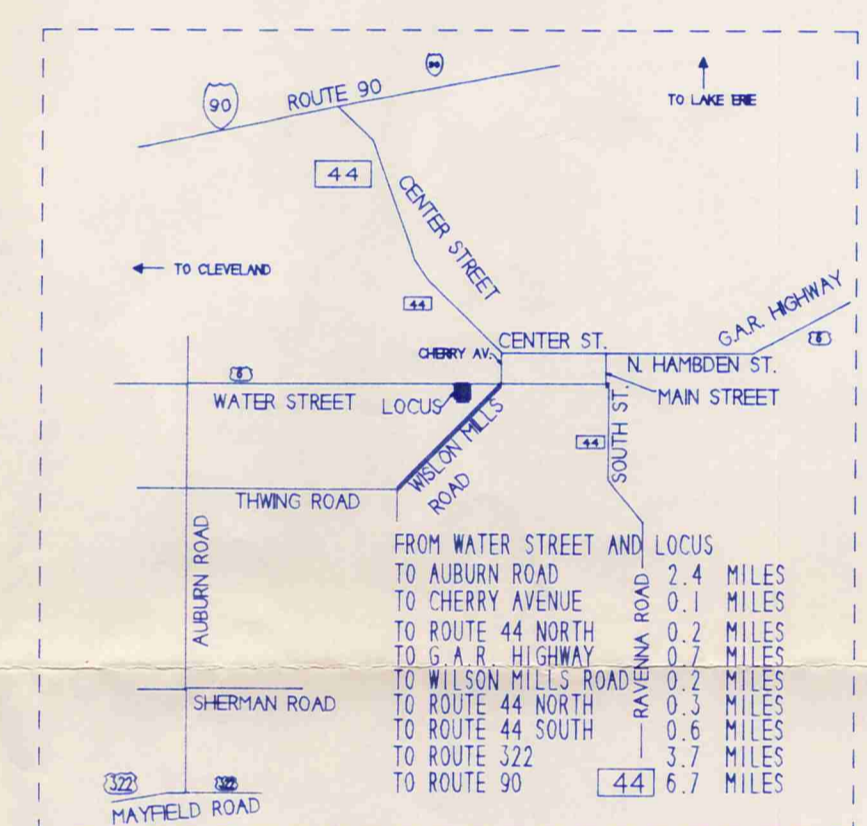 90
ROUTE 90
90
TO LAKE ERIE
44
CENTER STREET
TO CLEVELAND
44
G.A.R. HIGHWAY
6
CENTER ST.
CHERRY AV.
N. HAMBDEN ST.
6
WATER STREET
LOCUS
MAIN STREET
WISLON MILLS
ROAD
44
SOUTH ST.
THWING ROAD
AUBURN ROAD
RAVENNA ROAD
FROM WATER STREET AND LOCUS
TO AUBURN ROAD 2.4 MILES
TO CHERRY AVENUE 0.1 MILES
TO ROUTE 44 NORTH 0.2 MILES
TO G.A.R. HIGHWAY 0.7 MILES
TO WILSON MILLS ROAD 0.2 MILES
TO ROUTE 44 NORTH 0.3 MILES
TO ROUTE 44 SOUTH 0.6 MILES
TO ROUTE 322 3.7 MILES
TO ROUTE 90 6.7 MILES
44
SHERMAN ROAD
322
322
MAYFIELD ROAD